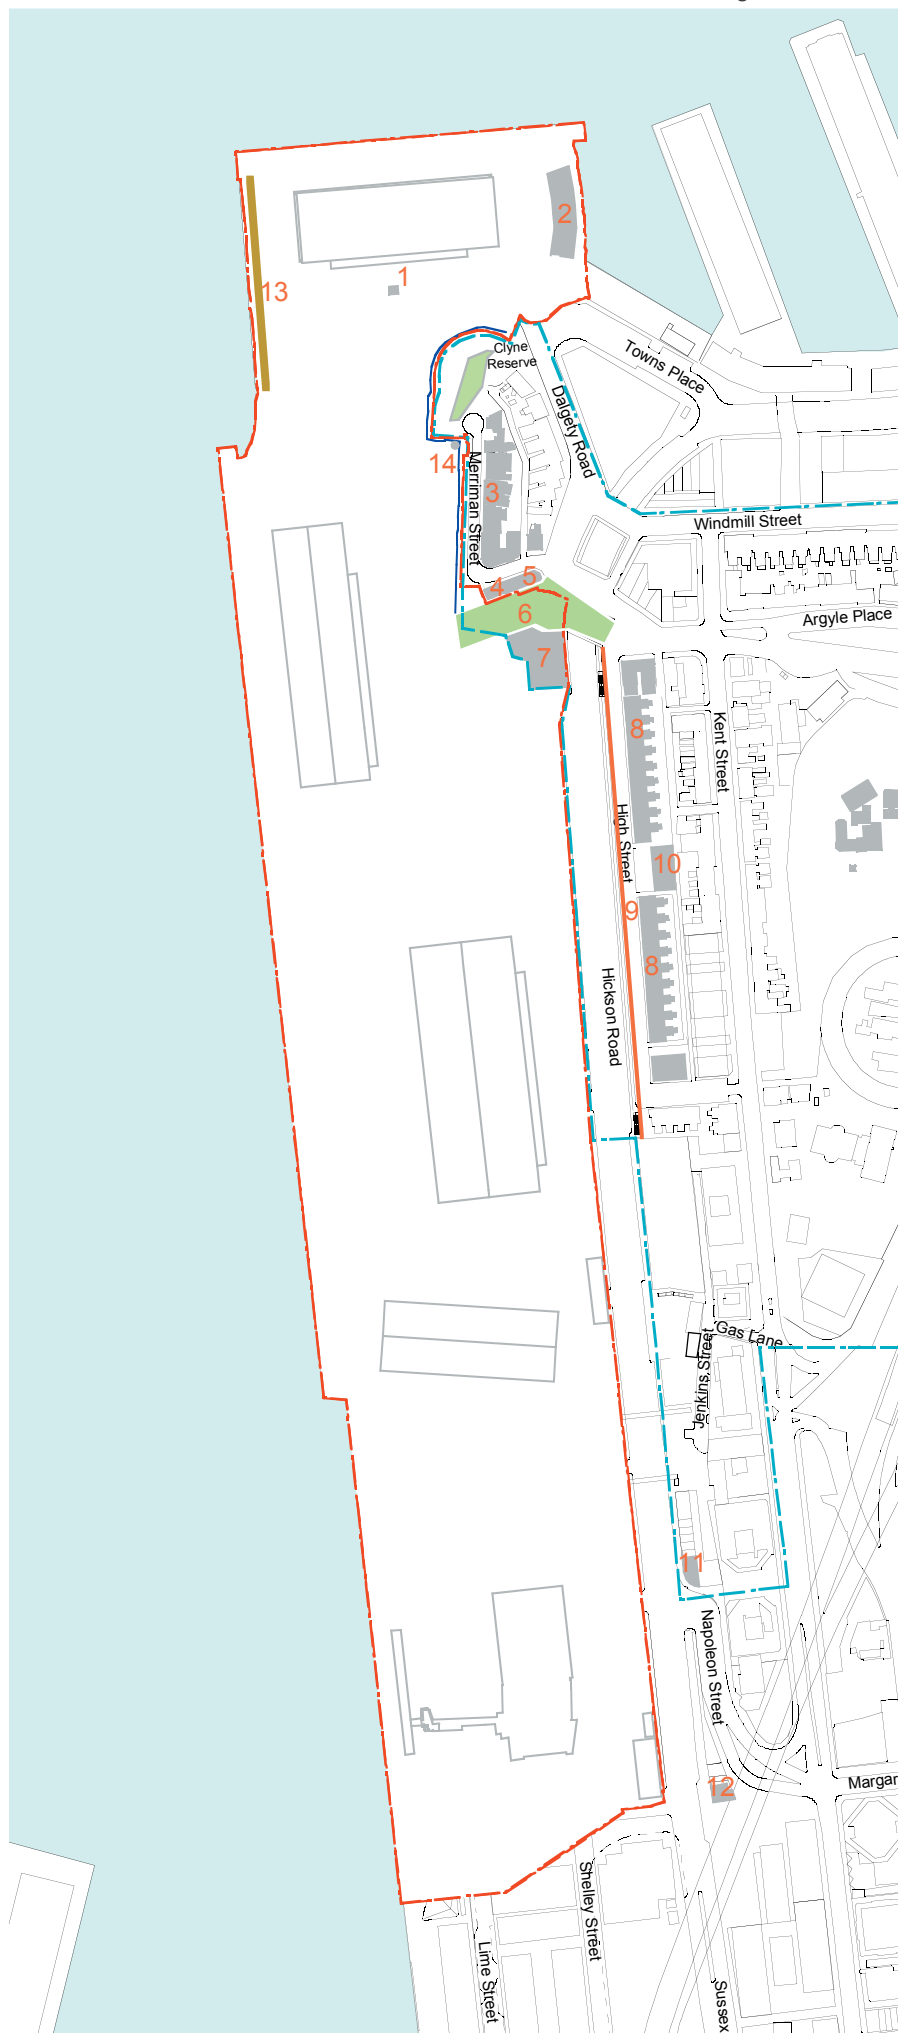 2
1
13
Clyne
Reserve
Towns Place
Dalgety Road
14
Merriman Street
3
Windmill Street
5
4
6
Argyle Place
7
8
Kent Street
High Street
10
9
8
Hickson Road
Gas Lane
Jenkins Street
11
Napoleon Street
12
Margar
Shelley Street
Lime Street
Sussex